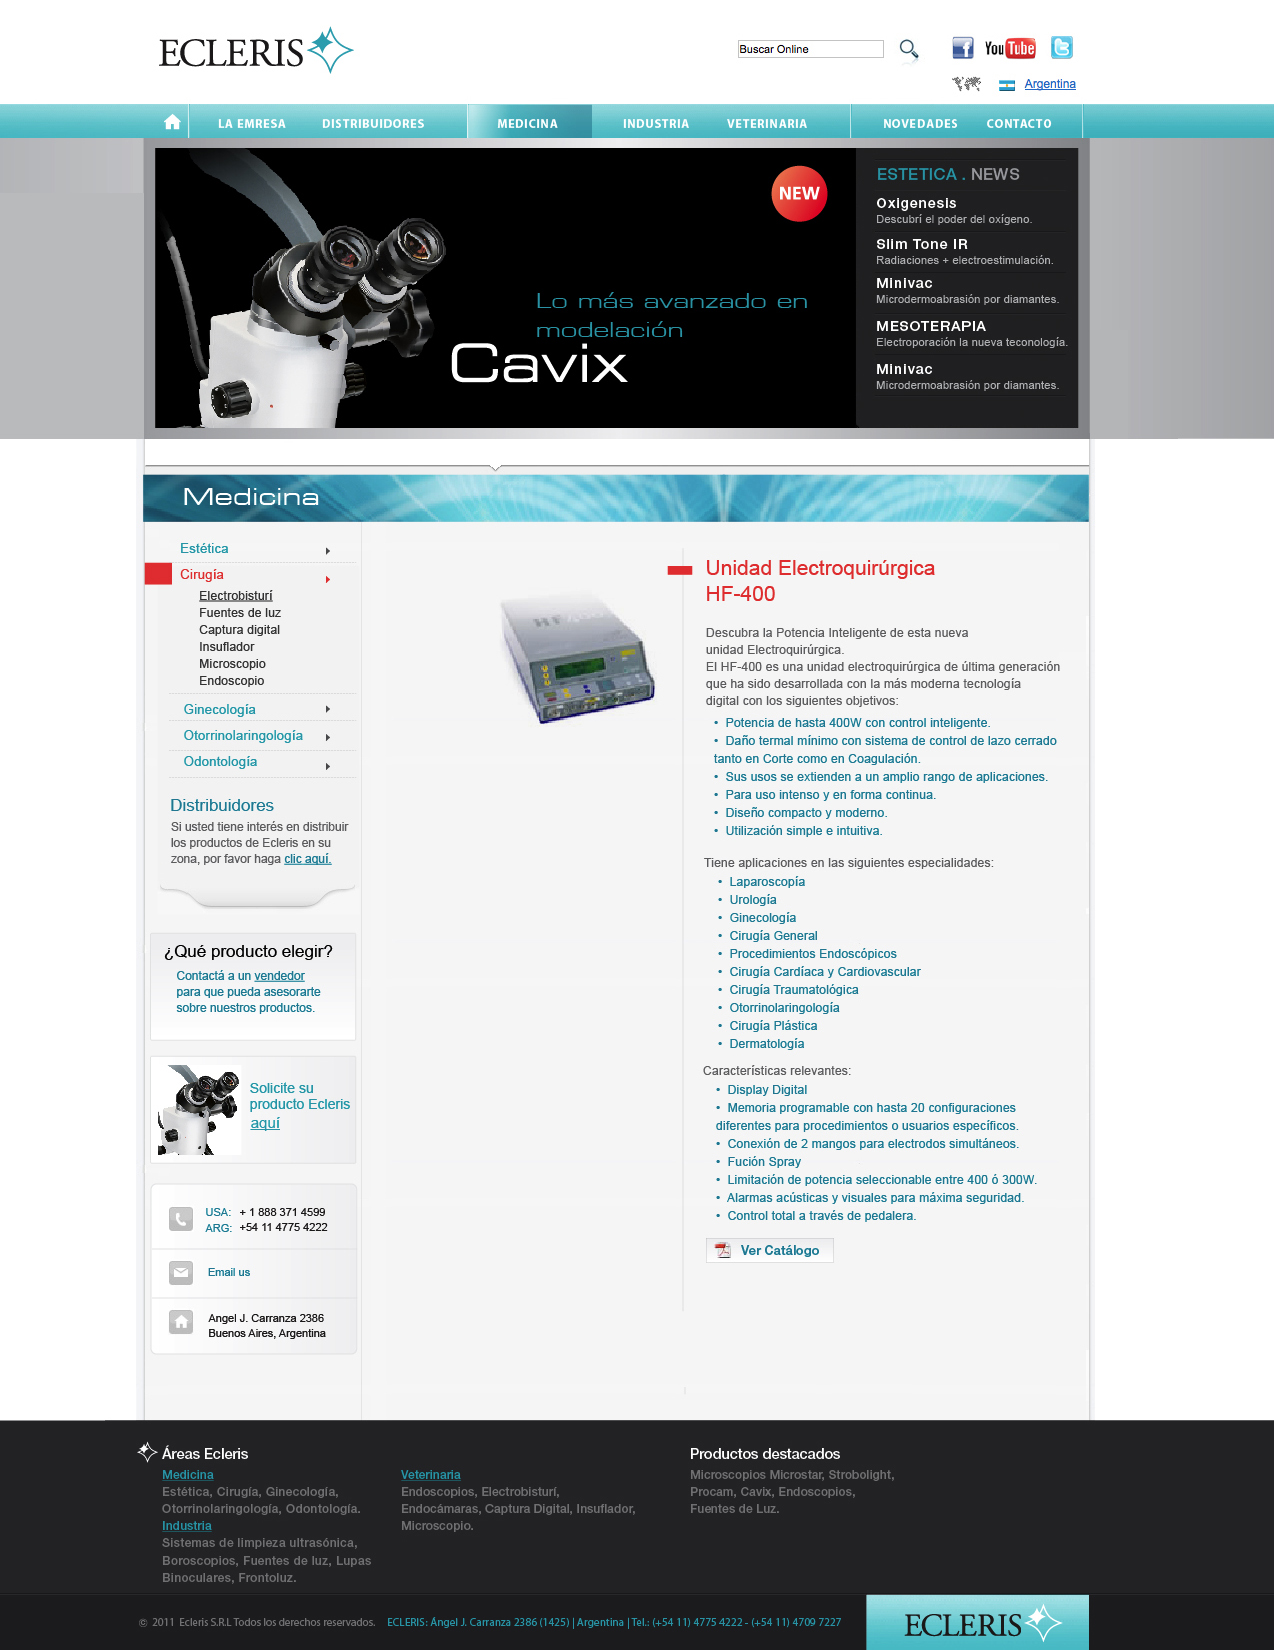 ECLERIS
Buscar Online
You Tube
Argentina
LA EMRESA
DISTRIBUIDORES
MEDICINA
INDUSTRIA
VETERINARIA
NOVEDADES
CONTACTO
NEW
Lo más avanzado en
modelación
Cavix
ESTETICA . NEWS
Oxigenesis
Descubrí el poder del oxígeno.
Slim Tone IR
Radiaciones + electroestimulación.
Minivac
Microdermoabrasión por diamantes.
MESOTERAPIA
Electroporación la nueva teconología.
Minivac
Microdermoabrasión por diamantes.
Medicina
Estética
Cirugía
Electrobisturí
Fuentes de luz
Captura digital
Insuflador
Microscopio
Endoscopio
Ginecología
Otorrinolaringología
Odontología
Distribuidores
Si usted tiene interés en distribuir
los productos de Ecleris en su
zona, por favor haga clic aquí.
¿Qué producto elegir?
Contactá a un vendedor
para que pueda asesorarte
sobre nuestros productos.
Solicite su
producto Ecleris
aquí
USA: + 1 888 371 4599
ARG: +54 11 4775 4222
Email us
Angel J. Carranza 2386
Buenos Aires, Argentina
Unidad Electroquirúrgica
HF-400
Descubra la Potencia Inteligente de esta nueva
unidad Electroquirúrgica.
El HF-400 es una unidad electroquirúrgica de última generación
que ha sido desarrollada con la más moderna tecnología
digital con los siguientes objetivos:
• Potencia de hasta 400W con control inteligente.
• Daño termal mínimo con sistema de control de lazo cerrado
tanto en Corte como en Coagulación.
• Sus usos se extienden a un amplio rango de aplicaciones.
• Para uso intenso y en forma continua.
• Diseño compacto y moderno.
• Utilización simple e intuitiva.
Tiene aplicaciones en las siguientes especialidades:
• Laparoscopía
• Urología
• Ginecología
• Cirugía General
• Procedimientos Endoscópicos
• Cirugía Cardíaca y Cardiovascular
• Cirugía Traumatológica
• Otorrinolaringología
• Cirugía Plástica
• Dermatología
Características relevantes:
• Display Digital
• Memoria programable con hasta 20 configuraciones
diferentes para procedimientos o usuarios específicos.
• Conexión de 2 mangos para electrodos simultáneos.
• Fución Spray
• Limitación de potencia seleccionable entre 400 ó 300W.
• Alarmas acústicas y visuales para máxima seguridad.
• Control total a través de pedalera.
Ver Catálogo
Áreas Ecleris
Medicina
Estética, Cirugía, Ginecología,
Otorrinolaringología, Odontología.
Industria
Sistemas de limpieza ultrasónica,
Boroscopios, Fuentes de luz, Lupas
Binoculares, Frontoluz.
Veterinaria
Endoscopios, Electrobisturí,
Endocámaras, Captura Digital, Insuflador,
Microscopio.
Productos destacados
Microscopios Microstar, Strobolight,
Procam, Cavix, Endoscopios,
Fuentes de Luz.
© 2011 Ecleris S.R.L Todos los derechos reservados.
ECLERIS: Ángel J. Carranza 2386 (1425) | Argentina | Tel.: (+54 11) 4775 4222 - (+54 11) 4709 7227
ECLERIS